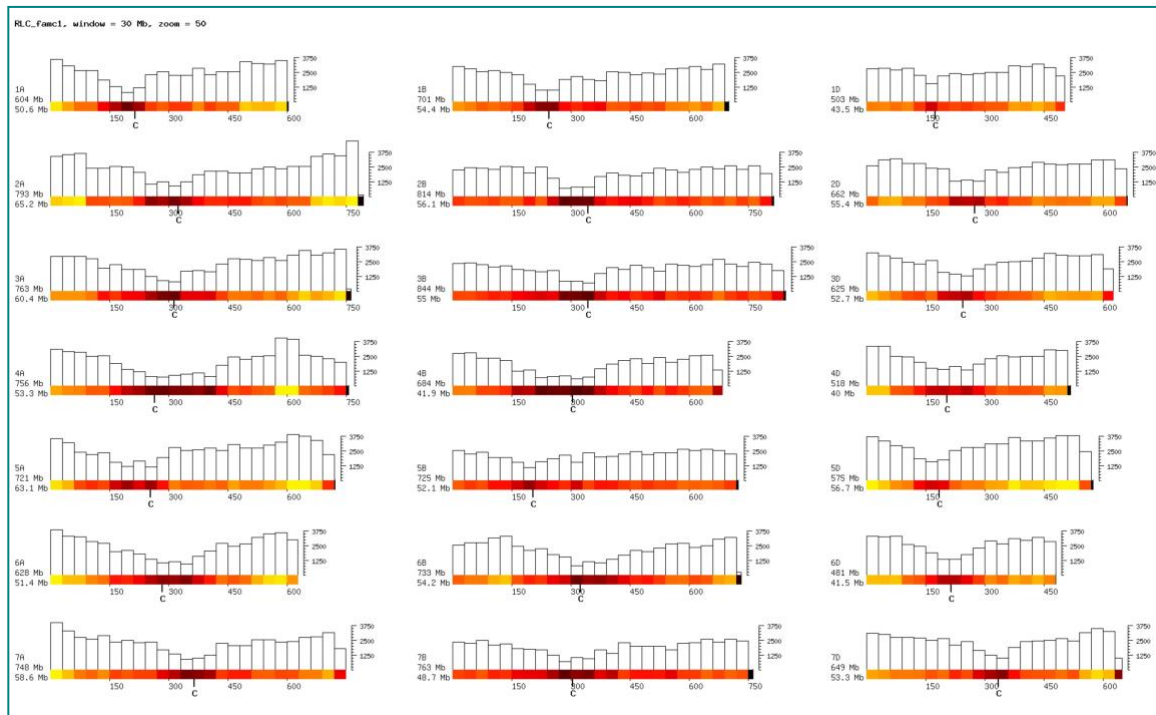 RLC_famc1, window = 30 Mb, zoom = 50
3750
2500
1250
1A
604 Mb
50.6 Mb
150 300 450 600
C
3750
2500
1250
1B
701 Mb
54.4 Mb
150 300 450 600
C
3750
2500
1250
1D
503 Mb
43.5 Mb
150 300 450
C
3750
2500
1250
2A
793 Mb
65.2 Mb
150 300 450 600 750
C
3750
2500
1250
2B
814 Mb
56.1 Mb
150 300 450 600 750
C
3750
2500
1250
2D
662 Mb
55.4 Mb
150 300 450 600
C
3750
2500
1250
3A
763 Mb
60.4 Mb
150 300 450 600 750
C
3750
2500
1250
3B
844 Mb
55 Mb
150 300 450 600 750
C
3750
2500
1250
3D
625 Mb
52.7 Mb
150 300 450 600
C
3750
2500
1250
4A
756 Mb
53.3 Mb
150 300 450 600 750
C
3750
2500
1250
4B
684 Mb
41.9 Mb
150 300 450 600
C
3750
2500
1250
4D
518 Mb
40 Mb
150 300 450
C
3750
2500
1250
5A
721 Mb
63.1 Mb
150 300 450 600
C
3750
2500
1250
5B
725 Mb
52.1 Mb
150 300 450 600
C
3750
2500
1250
5D
575 Mb
56.7 Mb
150 300 450
C
3750
2500
1250
6A
628 Mb
51.4 Mb
150 300 450 600
C
3750
2500
1250
6B
733 Mb
54.2 Mb
150 300 450 600
C
3750
2500
1250
6D
481 Mb
41.5 Mb
150 300 450
C
3750
2500
1250
7A
748 Mb
58.6 Mb
150 300 450 600
C
3750
2500
1250
7B
763 Mb
48.7 Mb
150 300 450 600 750
C
3750
2500
1250
7D
649 Mb
53.3 Mb
150 300 450 600
C